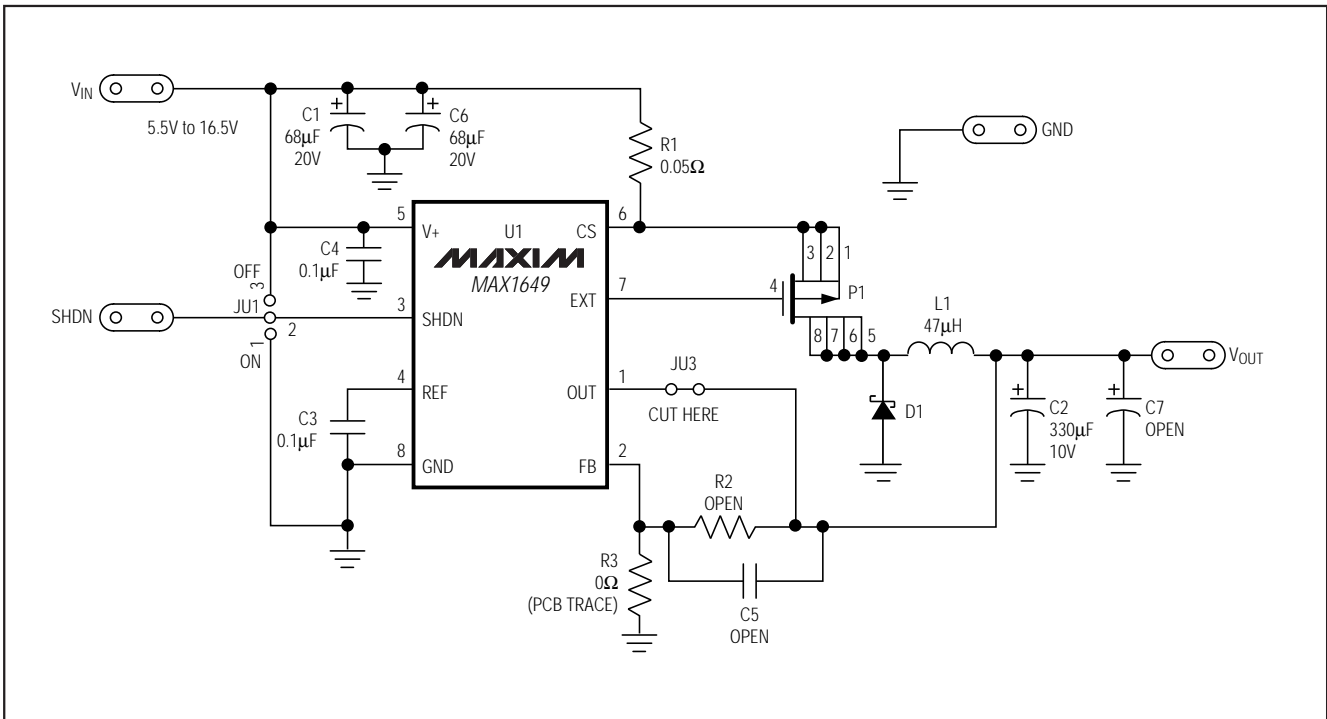 VIN
5.5V to 16.5V
C1
68µF
20V
C6
68µF
20V
R1
0.05Ω
GND
5
V+
U1
CS
6
MAXIM
MAX1649
C4
0.1µF
OFF
3
JU1
2
1
ON
SHDN
3
SHDN
EXT
7
4
3
2
1
P1
8
7
6
5
L1
47µH
VOUT
4
REF
OUT
1
JU3
CUT HERE
C3
0.1µF
8
GND
FB
2
D1
C2
330µF
10V
C7
OPEN
R2
OPEN
R3
0Ω
(PCB TRACE)
C5
OPEN